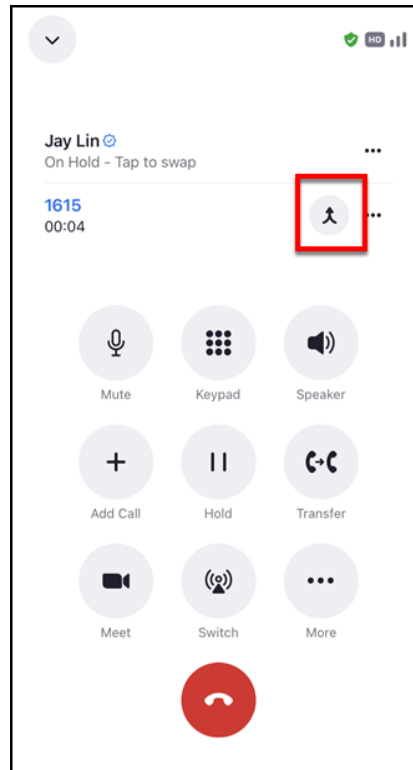 HD
Jay Lin
On Hold - Tap to swap
1615
00:04
Mute Keypad Speaker
Add Call Hold Transfer
Meet Switch More